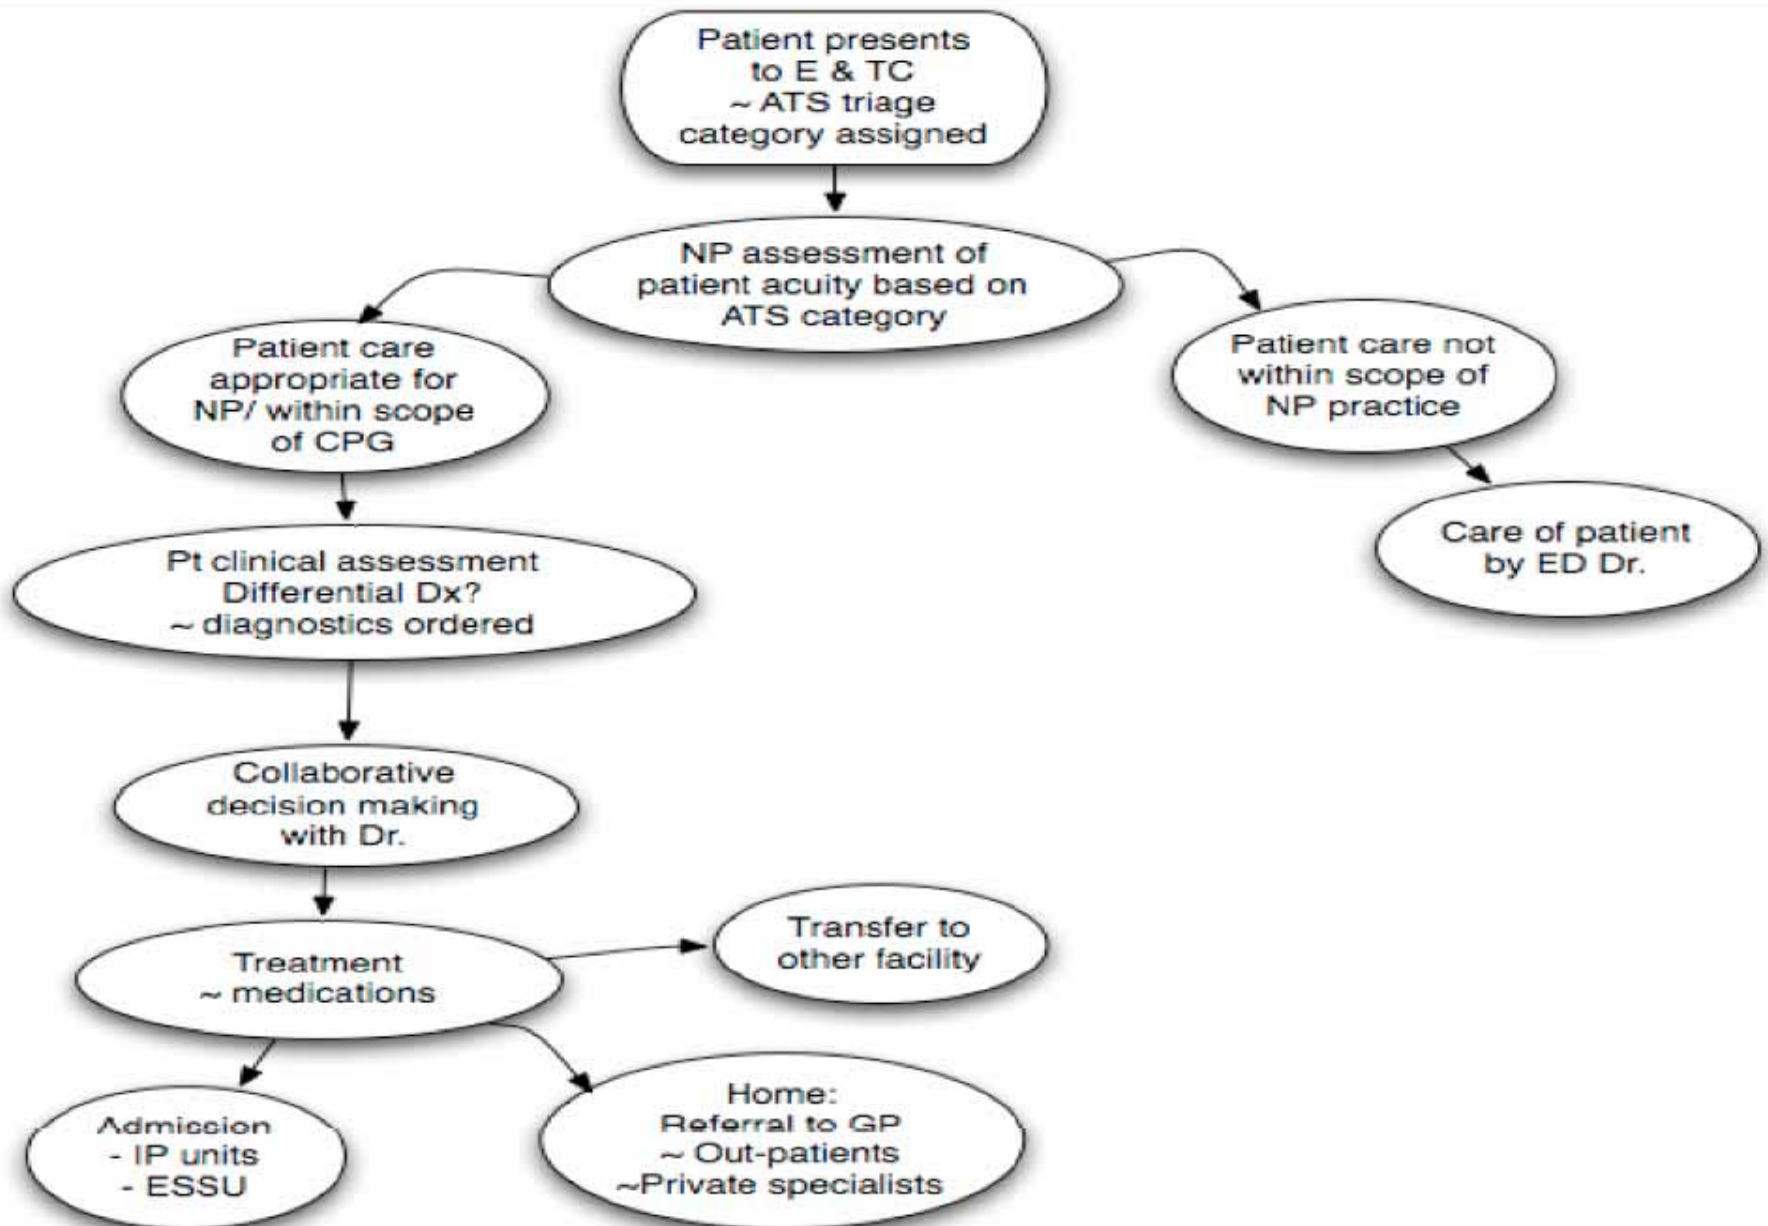 Patient presents
to E & TC
~ ATS triage
category assigned
NP assessment of
patient acuity based on
ATS category
Patient care
appropriate for
NP/ within scope
of CPG
Patient care not
within scope of
NP practice
Care of patient
by ED Dr.
Pt clinical assessment
Differential Dx?
~ diagnostics ordered
Collaborative
decision making
with Dr.
Treatment
~ medications
Transfer to
other facility
Admission
- IP units
- ESSU
Home:
Referral to GP
~ Out-patients
~Private specialists